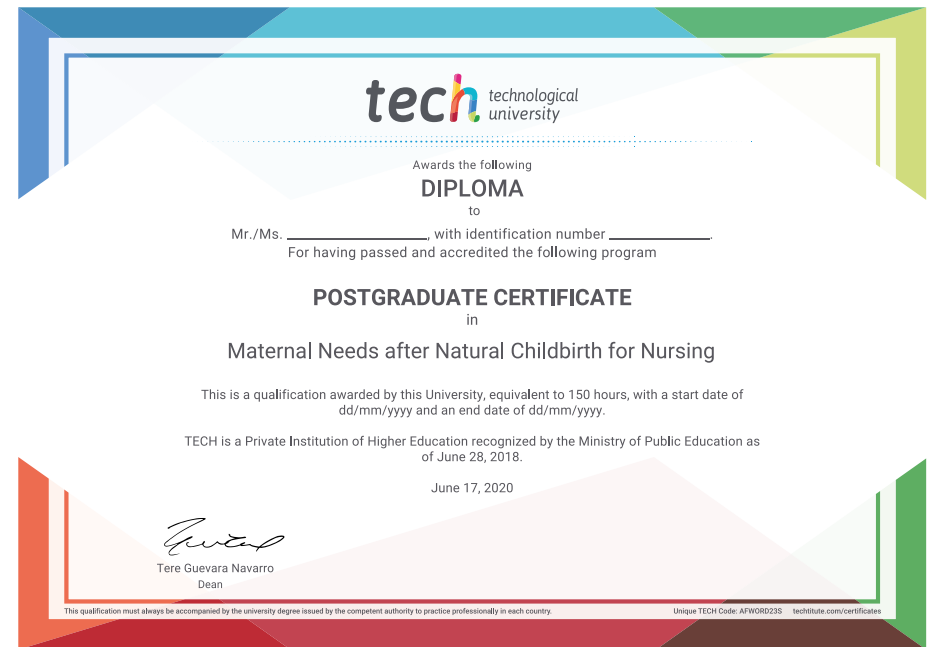 tech technological
university
Awards the following
DIPLOMA
to
Mr./Ms. ____________________, with identification number ______________.
For having passed and accredited the following program
POSTGRADUATE CERTIFICATE
in
Maternal Needs after Natural Childbirth for Nursing
This is a qualification awarded by this University, equivalent to 150 hours, with a start date of
dd/mm/yyyy and an end date of dd/mm/yyyy.
TECH is a Private Institution of Higher Education recognized by the Ministry of Public Education as
of June 28, 2018.
June 17, 2020
Tere Guevara Navarro
Dean
This qualification must always be accompanied by the university degree issued by the competent authority to practice professionally in each country.
Unique TECH Code: AFWORD23S techtitute.com/certificates